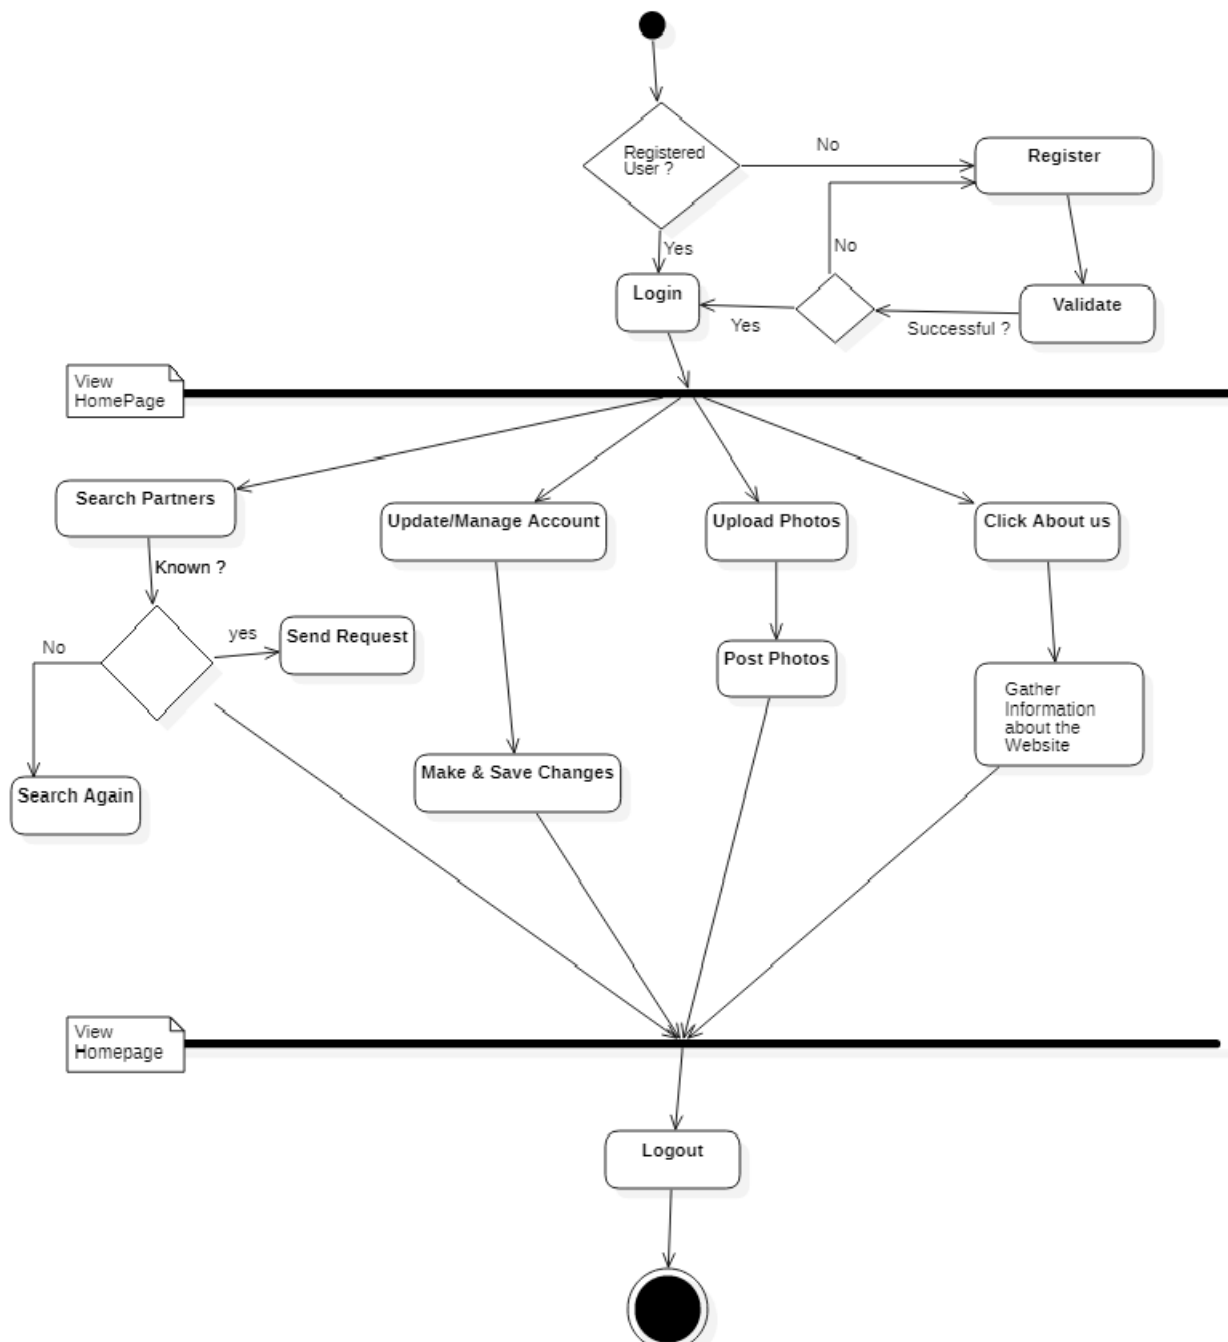 No
Register
Registered
User ?
No
Yes
Login
Validate
Yes
Successful ?
View
HomePage
Search Partners
Update/Manage Account
Upload Photos
Click About us
Known ?
yes
Send Request
No
Post Photos
Gather
Information
about the
Website
Make & Save Changes
Search Again
View
Homepage
Logout